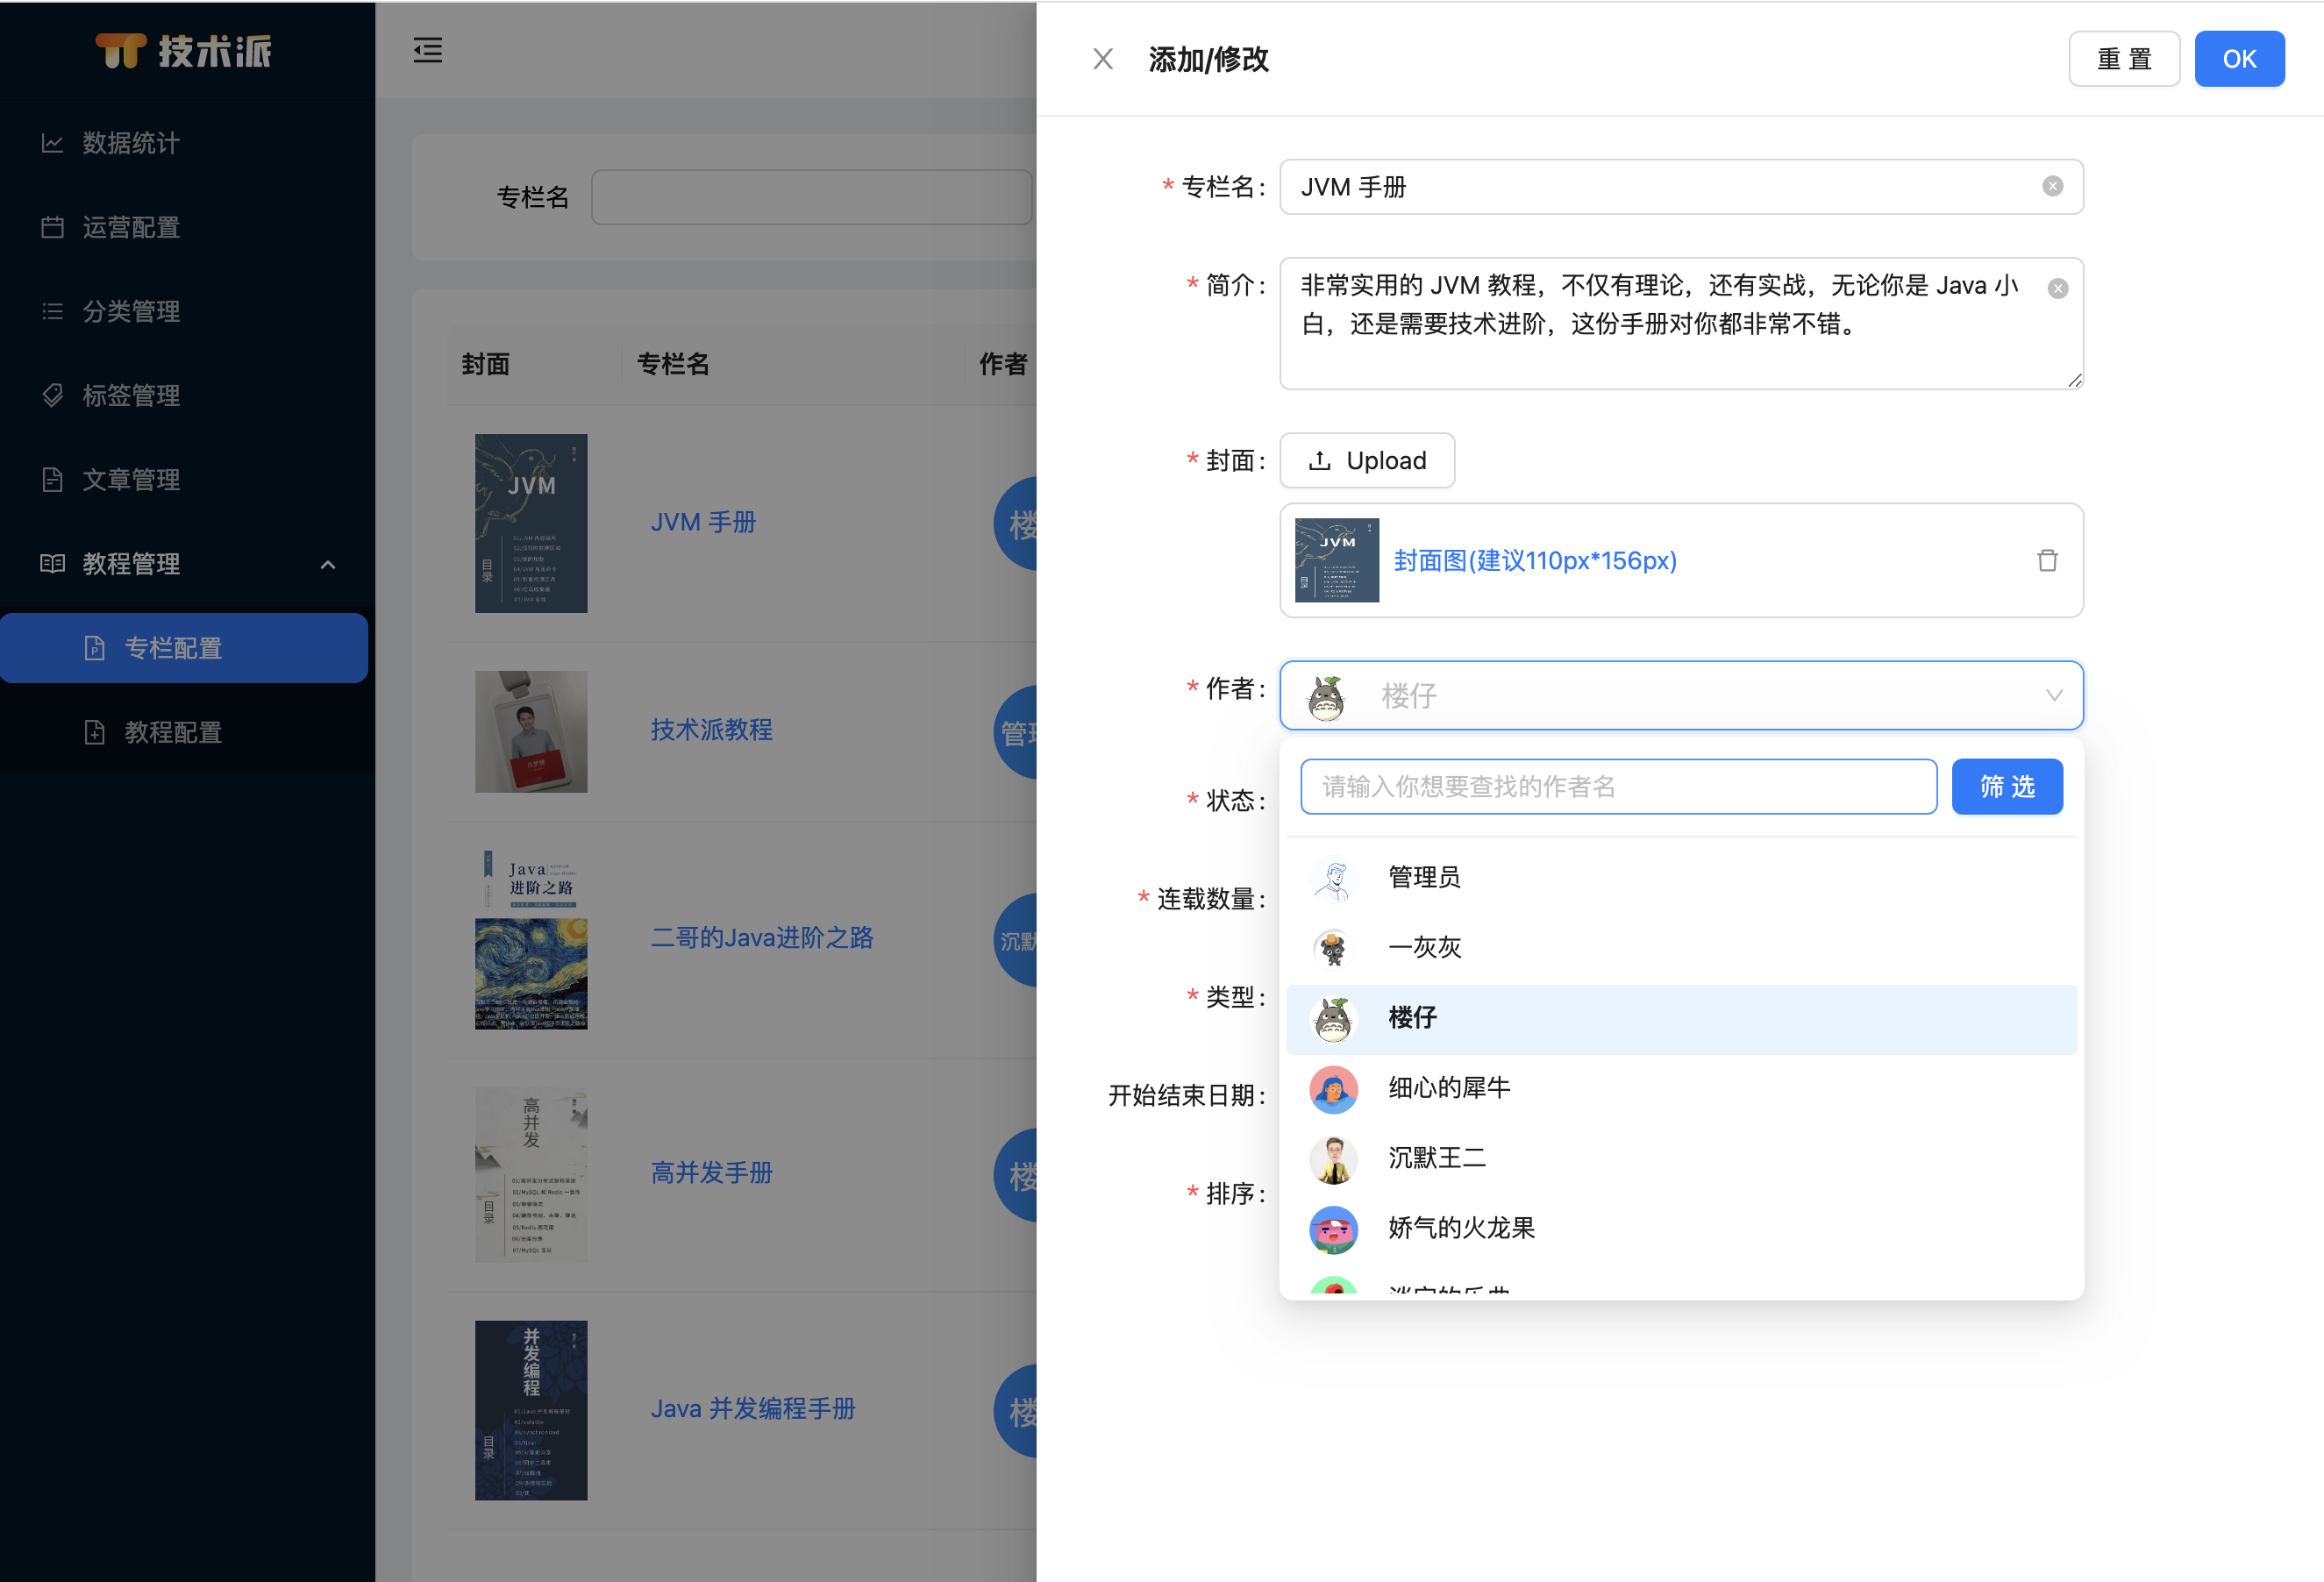 技术派
数据统计
运营配置
分类管理
标签管理
文章管理
教程管理
专栏配置
教程配置
专栏名
封面 专栏名 作者
JVM
目录
JVM 手册
楼
技术派教程
管理
Java
进阶之路
二哥的Java进阶之路
沉默
高并发
目录
高并发手册
楼
并发编程
目录
Java 并发编程手册
楼
添加/修改
重 置 OK
* 专栏名: JVM 手册
* 简介: 非常实用的 JVM 教程，不仅有理论，还有实战，无论你是 Java 小
白，还是需要技术进阶，这份手册对你都非常不错。
* 封面: Upload
JVM
封面图(建议110px*156px)
* 作者: 楼仔
请输入你想要查找的作者名 筛 选
* 状态:
* 连载数量:
* 类型:
开始结束日期:
* 排序:
管理员
一灰灰
楼仔
细心的犀牛
沉默王二
娇气的火龙果